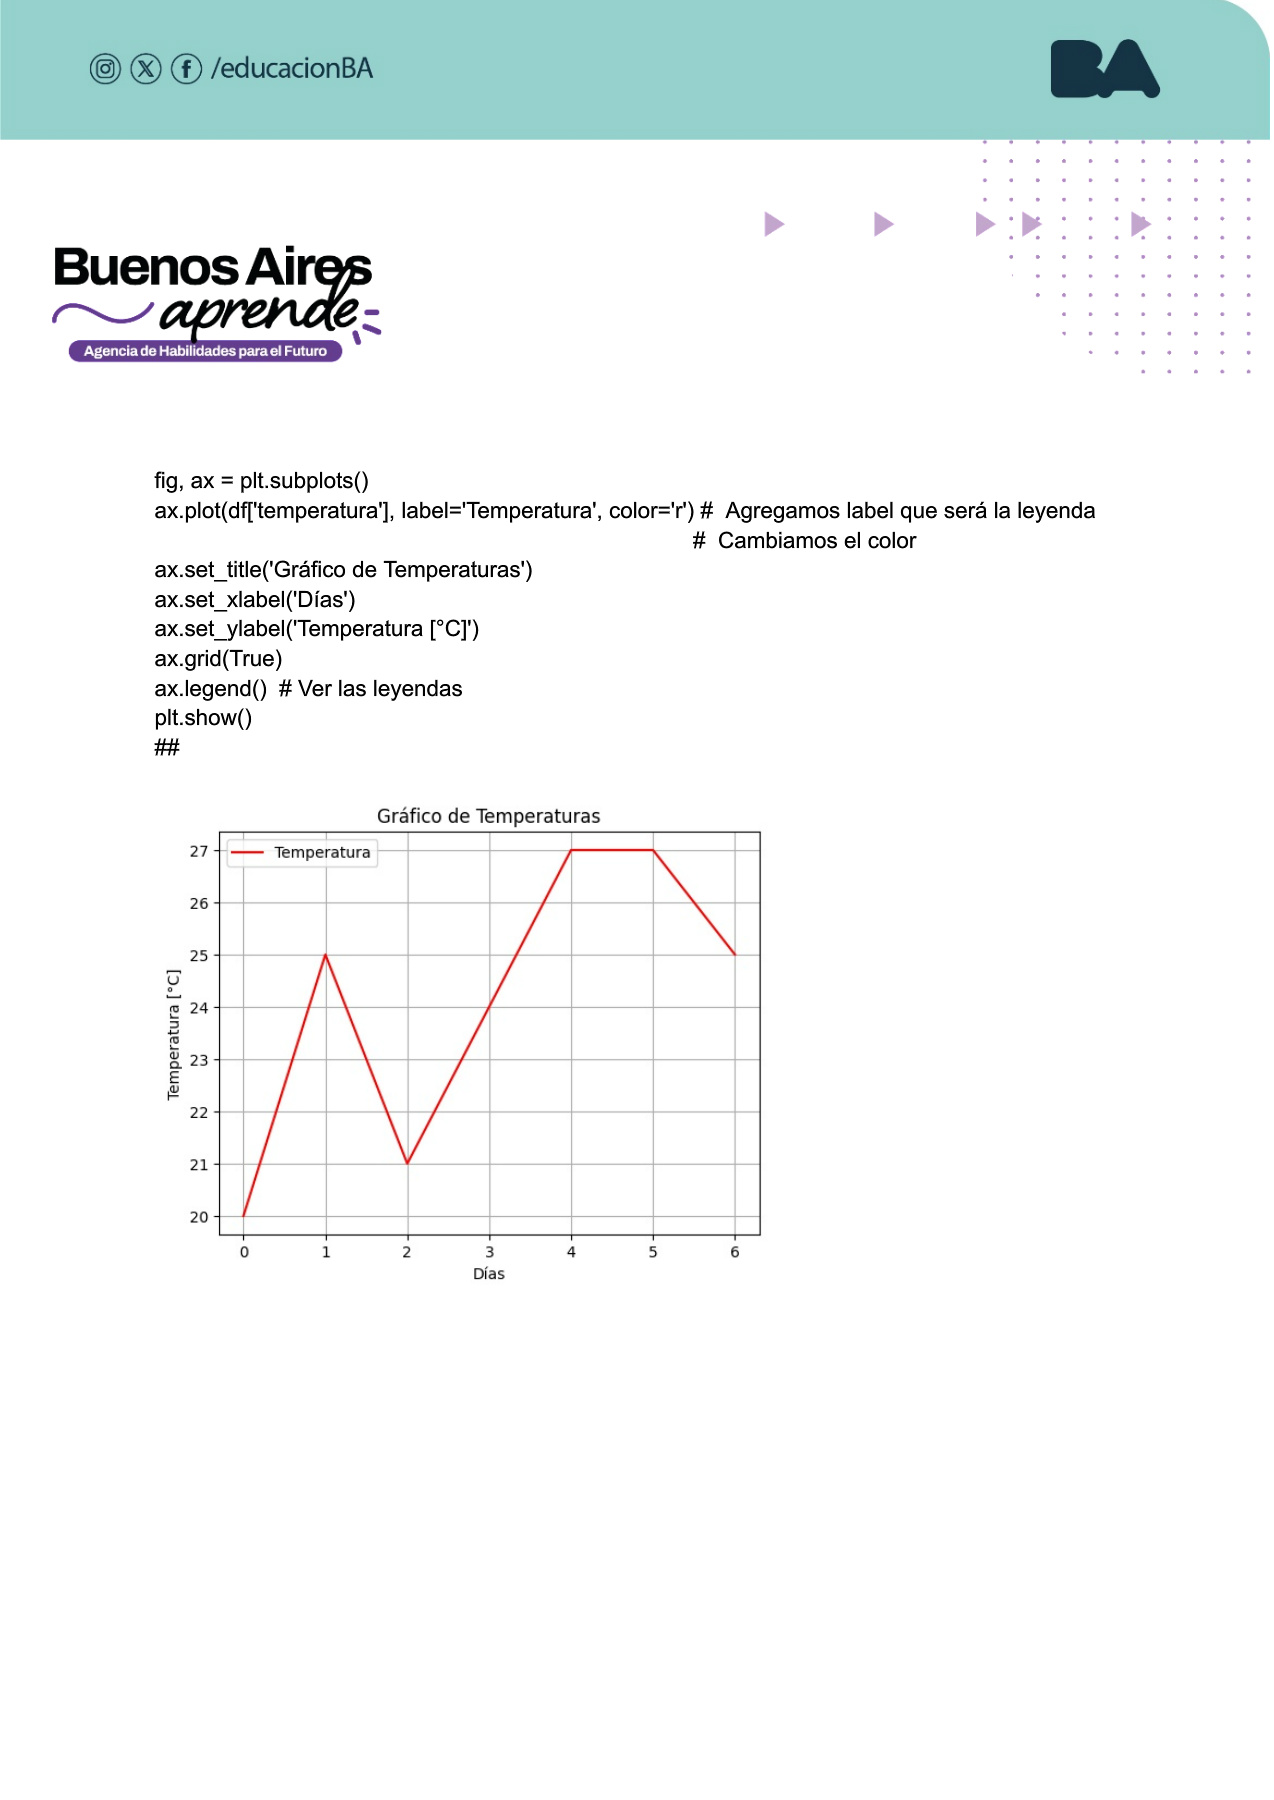 /educacionBA
BA
Buenos Aires
aprende
Agencia de Habilidades para el Futuro
fig, ax = plt.subplots()
ax.plot(df['temperatura'], label='Temperatura', color='r') #  Agregamos label que será la leyenda
#  Cambiamos el color
ax.set_title('Gráfico de Temperaturas')
ax.set_xlabel('Días')
ax.set_ylabel('Temperatura [°C]')
ax.grid(True)
ax.legend()  # Ver las leyendas
plt.show()
##
Gráfico de Temperaturas
Temperatura
27
26
25
24
23
22
21
20
Temperatura [°C]
0 1 2 3 4 5 6
Días